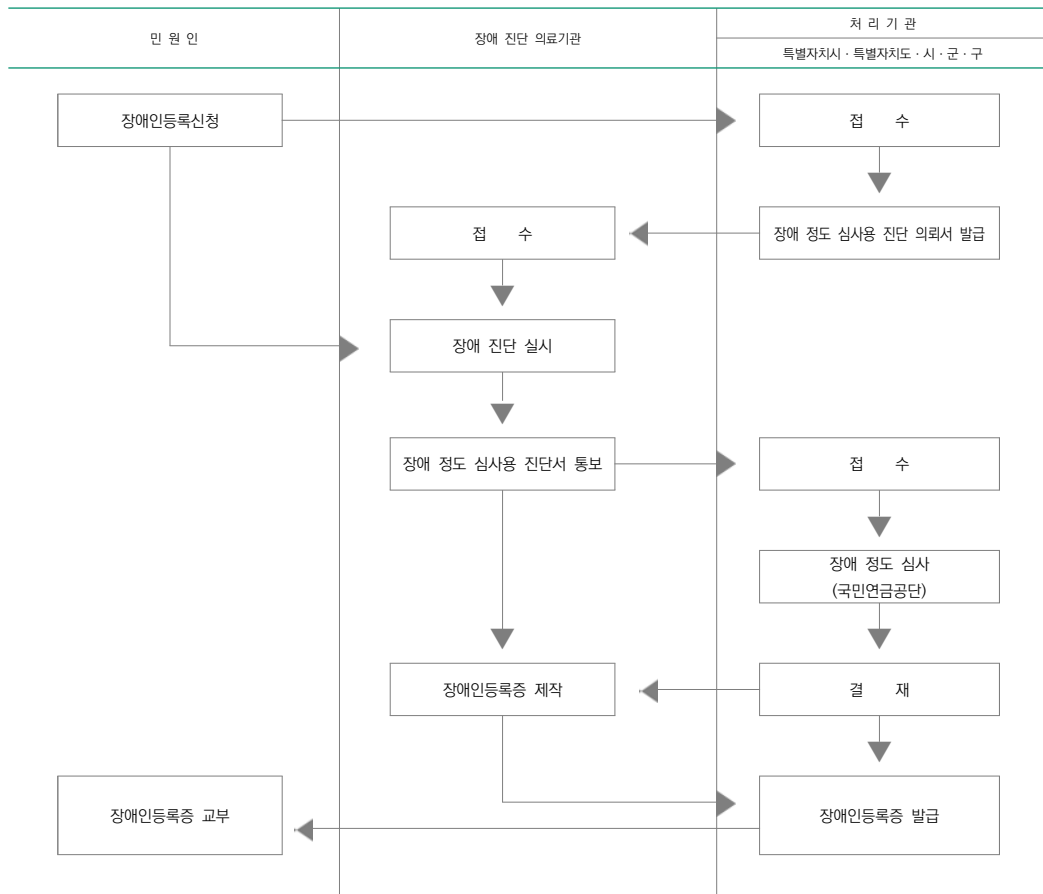 민 원 인
장애 진단 의료기관
처 리 기 관
특별자치시 · 특별자치도 · 시 · 군 · 구
장애인등록신청
접 수
접 수
장애 정도 심사용 진단 의뢰서 발급
장애 진단 실시
장애 정도 심사용 진단서 통보
접 수
장애 정도 심사
(국민연금공단)
장애인등록증 제작
결 재
장애인등록증 교부
장애인등록증 발급